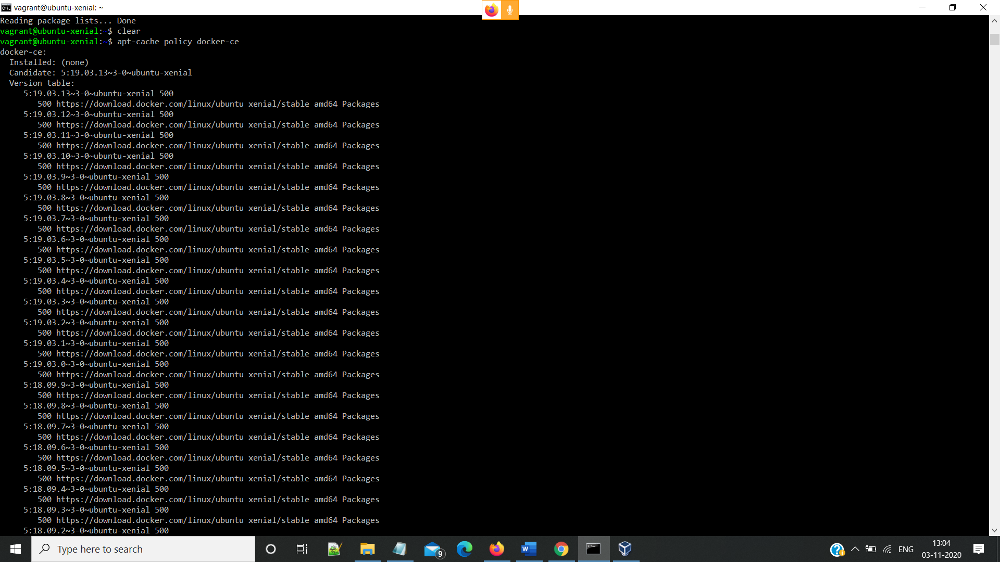 vagrant@ubuntu-xenial: ~
Reading package lists... Done
vagrant@ubuntu-xenial:~$ clear
vagrant@ubuntu-xenial:~$ apt-cache policy docker-ce
docker-ce:
  Installed: (none)
  Candidate: 5:19.03.13~3-0~ubuntu-xenial
  Version table:
     5:19.03.13~3-0~ubuntu-xenial 500
        500 https://download.docker.com/linux/ubuntu xenial/stable amd64 Packages
     5:19.03.12~3-0~ubuntu-xenial 500
        500 https://download.docker.com/linux/ubuntu xenial/stable amd64 Packages
     5:19.03.11~3-0~ubuntu-xenial 500
        500 https://download.docker.com/linux/ubuntu xenial/stable amd64 Packages
     5:19.03.10~3-0~ubuntu-xenial 500
        500 https://download.docker.com/linux/ubuntu xenial/stable amd64 Packages
     5:19.03.9~3-0~ubuntu-xenial 500
        500 https://download.docker.com/linux/ubuntu xenial/stable amd64 Packages
     5:19.03.8~3-0~ubuntu-xenial 500
        500 https://download.docker.com/linux/ubuntu xenial/stable amd64 Packages
     5:19.03.7~3-0~ubuntu-xenial 500
        500 https://download.docker.com/linux/ubuntu xenial/stable amd64 Packages
     5:19.03.6~3-0~ubuntu-xenial 500
        500 https://download.docker.com/linux/ubuntu xenial/stable amd64 Packages
     5:19.03.5~3-0~ubuntu-xenial 500
        500 https://download.docker.com/linux/ubuntu xenial/stable amd64 Packages
     5:19.03.4~3-0~ubuntu-xenial 500
        500 https://download.docker.com/linux/ubuntu xenial/stable amd64 Packages
     5:19.03.3~3-0~ubuntu-xenial 500
        500 https://download.docker.com/linux/ubuntu xenial/stable amd64 Packages
     5:19.03.2~3-0~ubuntu-xenial 500
        500 https://download.docker.com/linux/ubuntu xenial/stable amd64 Packages
     5:19.03.1~3-0~ubuntu-xenial 500
        500 https://download.docker.com/linux/ubuntu xenial/stable amd64 Packages
     5:19.03.0~3-0~ubuntu-xenial 500
        500 https://download.docker.com/linux/ubuntu xenial/stable amd64 Packages
     5:18.09.9~3-0~ubuntu-xenial 500
        500 https://download.docker.com/linux/ubuntu xenial/stable amd64 Packages
     5:18.09.8~3-0~ubuntu-xenial 500
        500 https://download.docker.com/linux/ubuntu xenial/stable amd64 Packages
     5:18.09.7~3-0~ubuntu-xenial 500
        500 https://download.docker.com/linux/ubuntu xenial/stable amd64 Packages
     5:18.09.6~3-0~ubuntu-xenial 500
        500 https://download.docker.com/linux/ubuntu xenial/stable amd64 Packages
     5:18.09.5~3-0~ubuntu-xenial 500
        500 https://download.docker.com/linux/ubuntu xenial/stable amd64 Packages
     5:18.09.4~3-0~ubuntu-xenial 500
        500 https://download.docker.com/linux/ubuntu xenial/stable amd64 Packages
     5:18.09.3~3-0~ubuntu-xenial 500
        500 https://download.docker.com/linux/ubuntu xenial/stable amd64 Packages
     5:18.09.2~3-0~ubuntu-xenial 500
Type here to search
9
ENG
13:04
03-11-2020